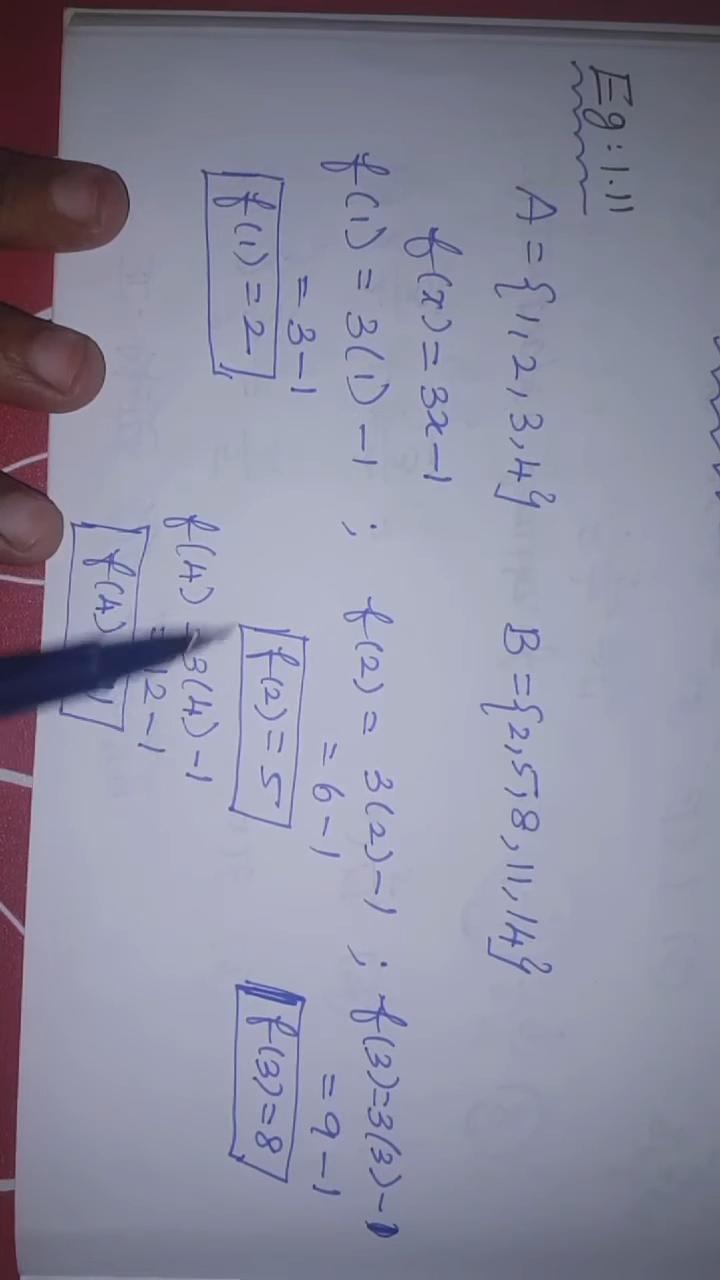 Eg: 1.11
A = {1, 2, 3, 4} B = {2, 5, 8, 11, 14}
f(x) = 3x - 1
f(1) = 3(1) - 1 ; f(2) = 3(2) - 1 ; f(3) = 3(3) - 1
= 3 - 1 = 6 - 1 = 9 - 1
f(1) = 2 f(2) = 5 f(3) = 8
f(4) = 3(4) - 1
= 12 - 1
f(4)